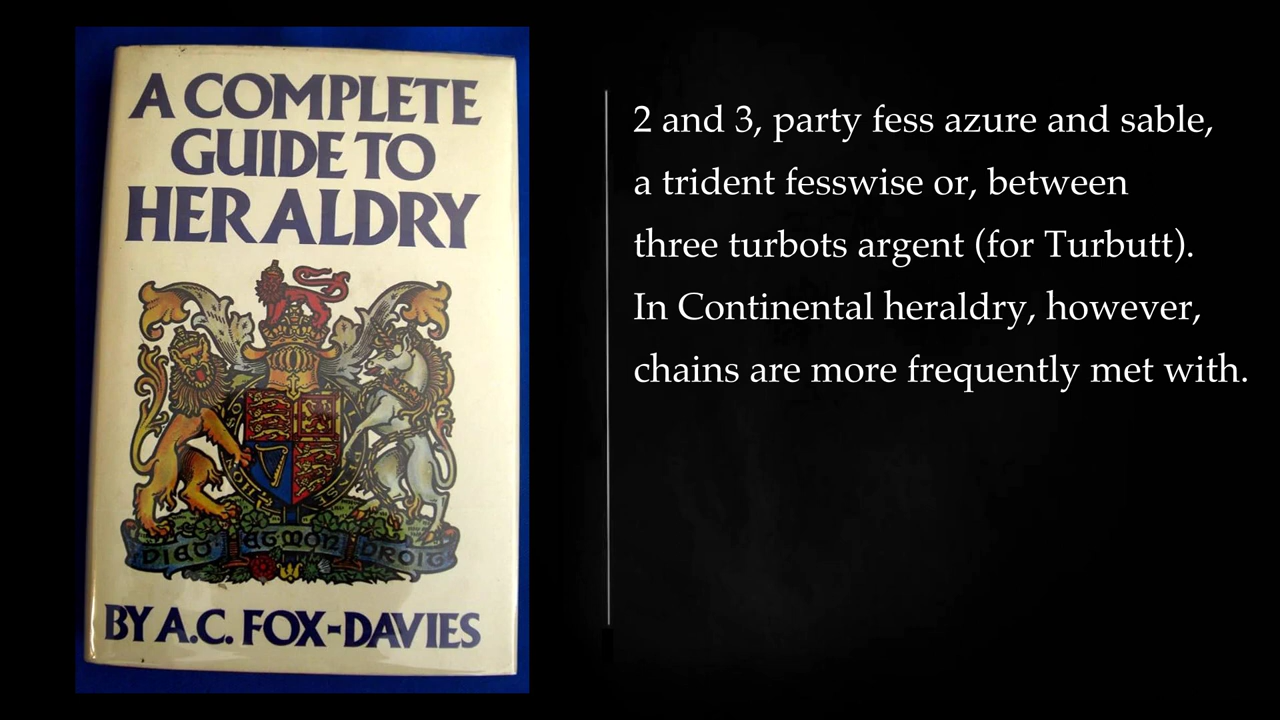 A COMPLETE
GUIDE TO
HERALDRY
DIEU ET MON DROIT
BY A.C. FOX-DAVIES
2 and 3, party fess azure and sable,
a trident fesswise or, between
three turbots argent (for Turbutt).
In Continental heraldry, however,
chains are more frequently met with.